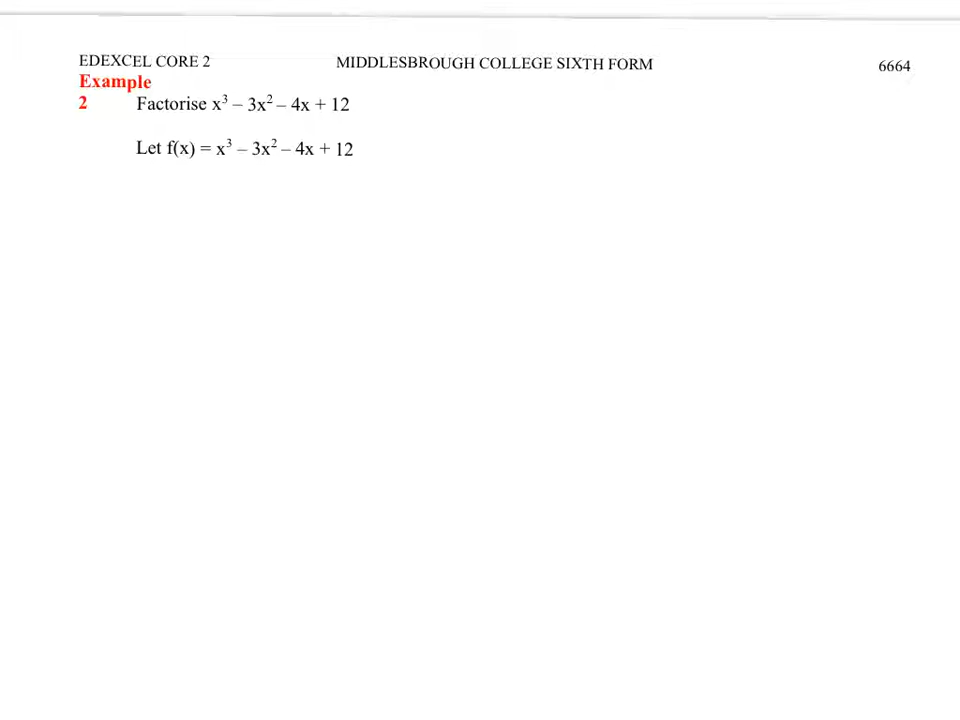 EDEXCEL CORE 2 MIDDLESBROUGH COLLEGE SIXTH FORM 6664
Example
2 Factorise x³ – 3x² – 4x + 12
Let f(x) = x³ – 3x² – 4x + 12